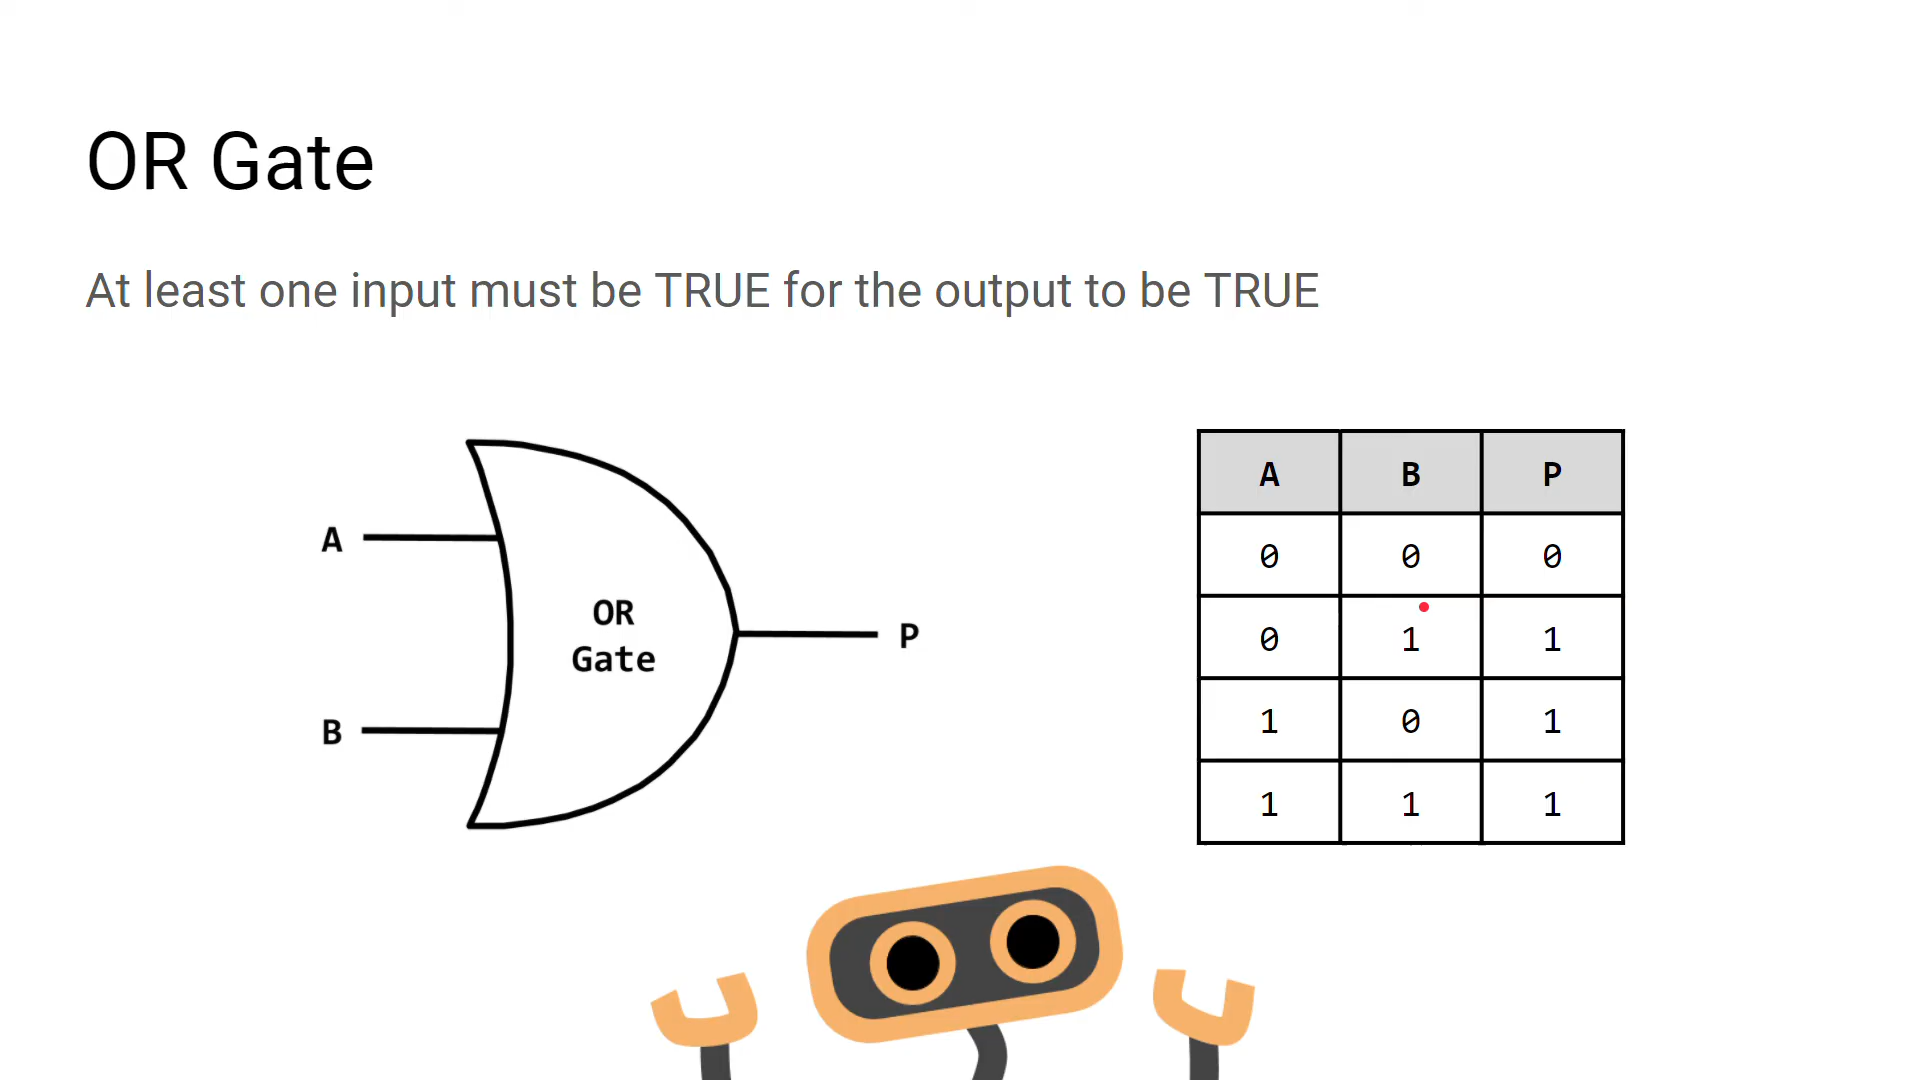 OR Gate
At least one input must be TRUE for the output to be TRUE
A
B
OR
Gate
P
A B P
0 0 0
0 1 1
1 0 1
1 1 1